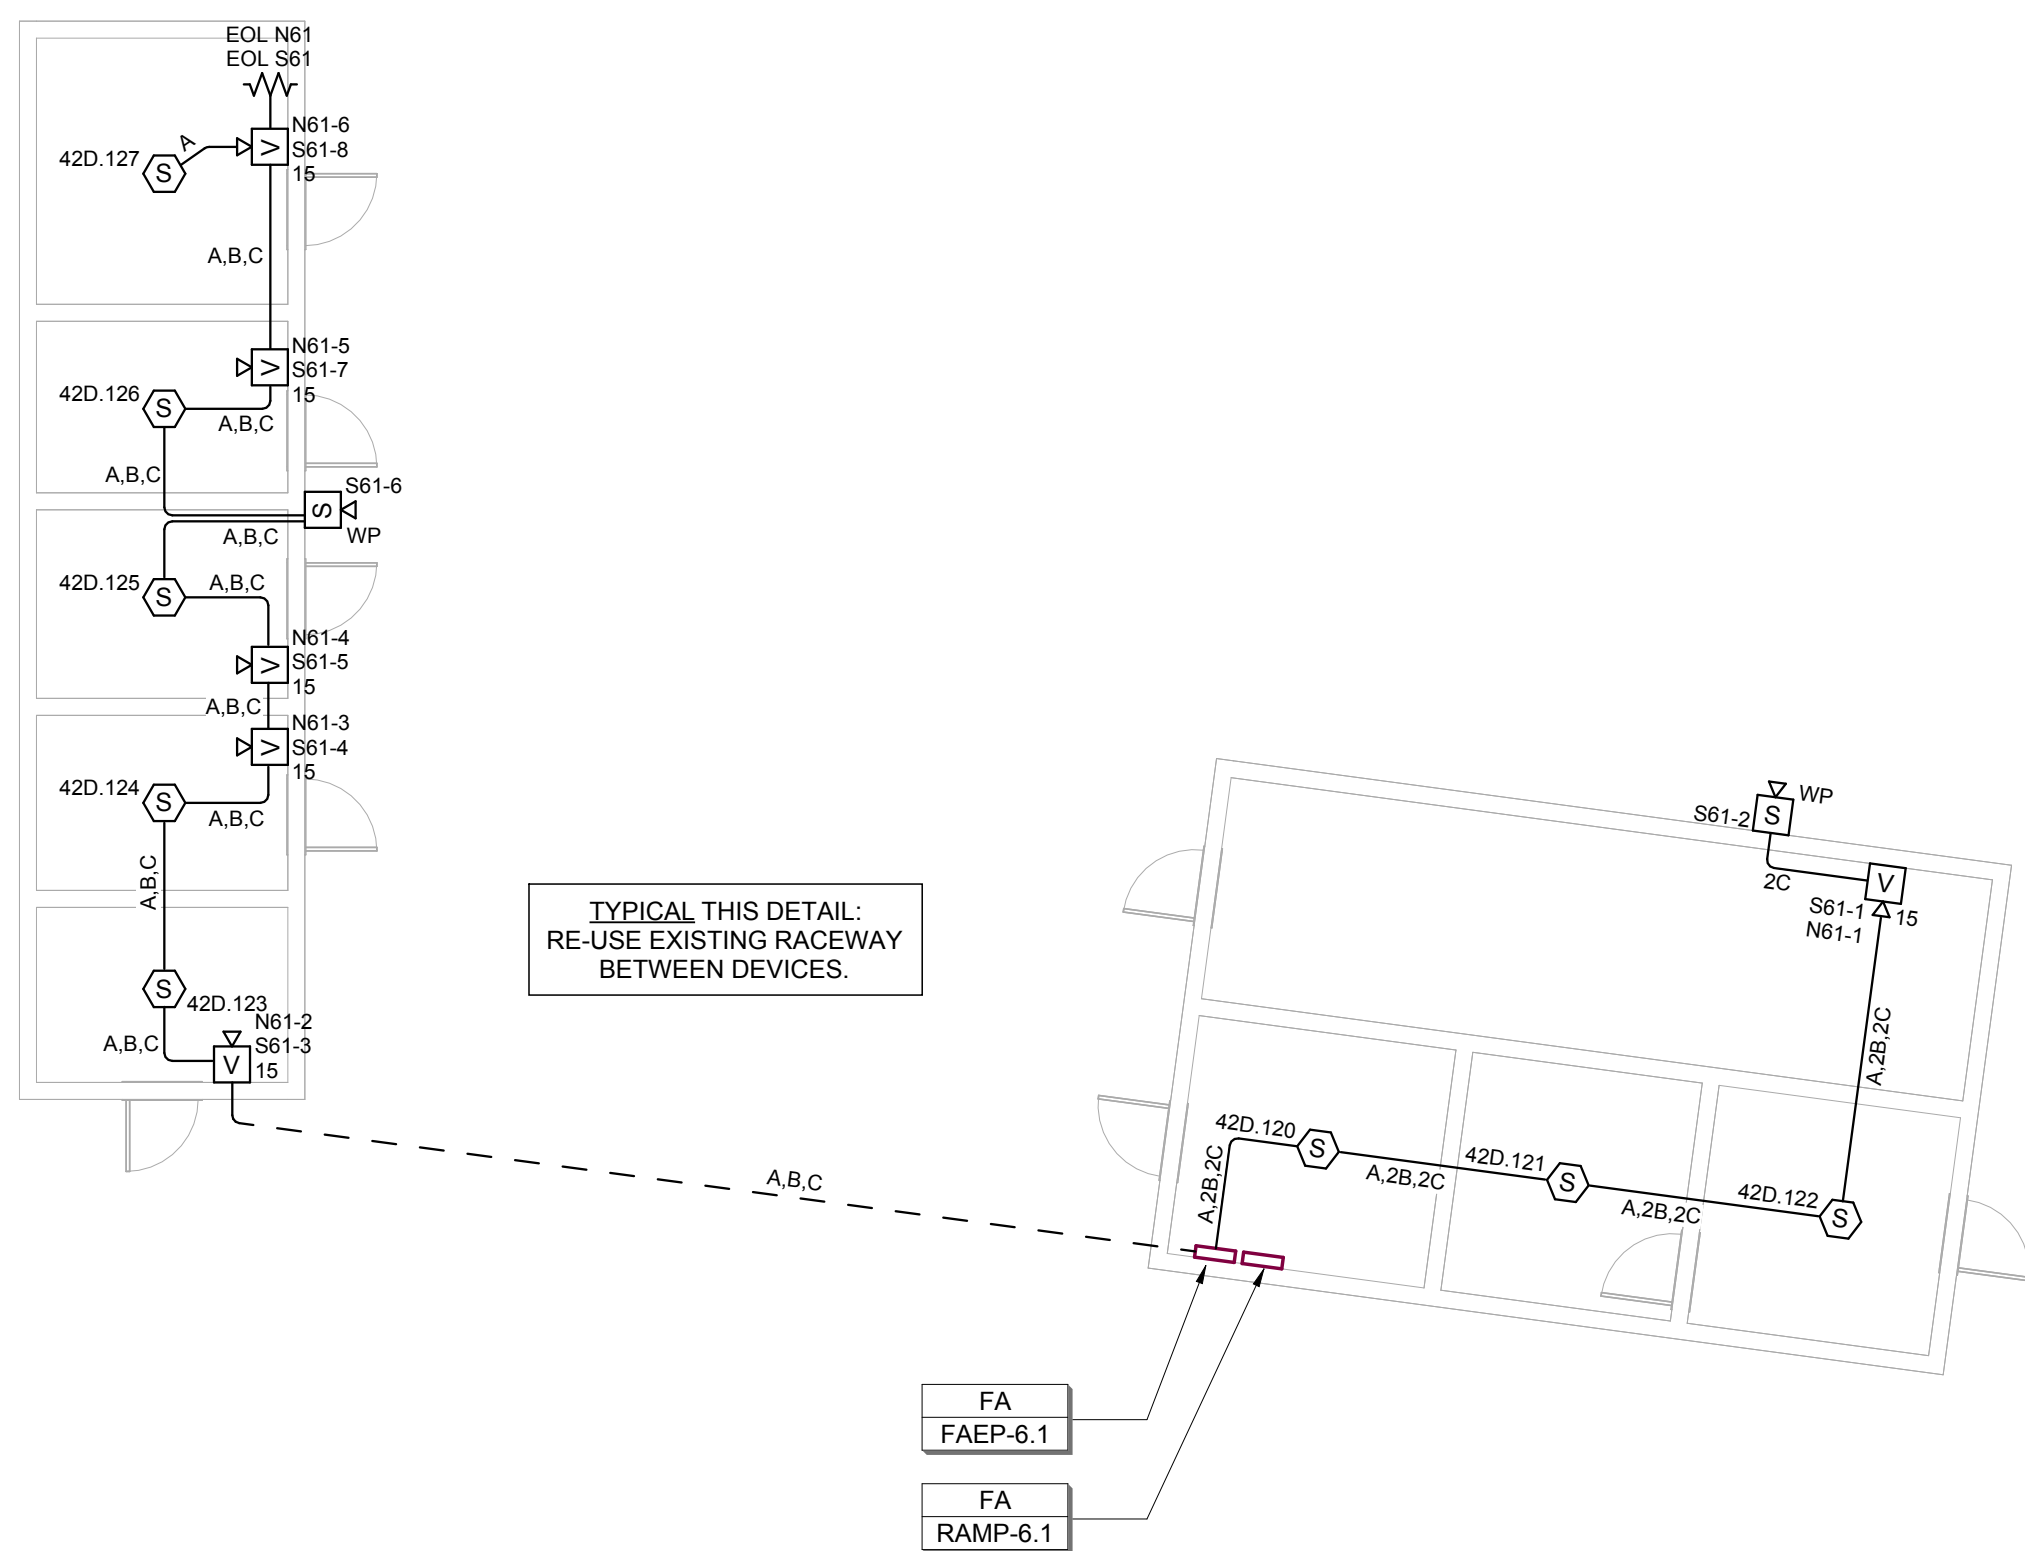 EOL N61
EOL S61
N61-6
S61-8
15
42D.127
S
A
V
A,B,C
N61-5
S61-7
15
V
42D.126
S
A,B,C
A,B,C
S61-6
S
WP
A,B,C
42D.125
S
A,B,C
N61-4
S61-5
15
V
A,B,C
N61-3
S61-4
15
V
42D.124
S
A,B,C
A,B,C
S
42D.123
N61-2
S61-3
15
V
A,B,C
A,B,C
TYPICAL THIS DETAIL:
RE-USE EXISTING RACEWAY
BETWEEN DEVICES.
WP
S61-2
S
2C
V
S61-1
N61-1
15
A,2B,2C
42D.120
S
A,2B,2C
A,2B,2C
42D.121
S
A,2B,2C
42D.122
S
FA
FAEP-6.1
FA
RAMP-6.1